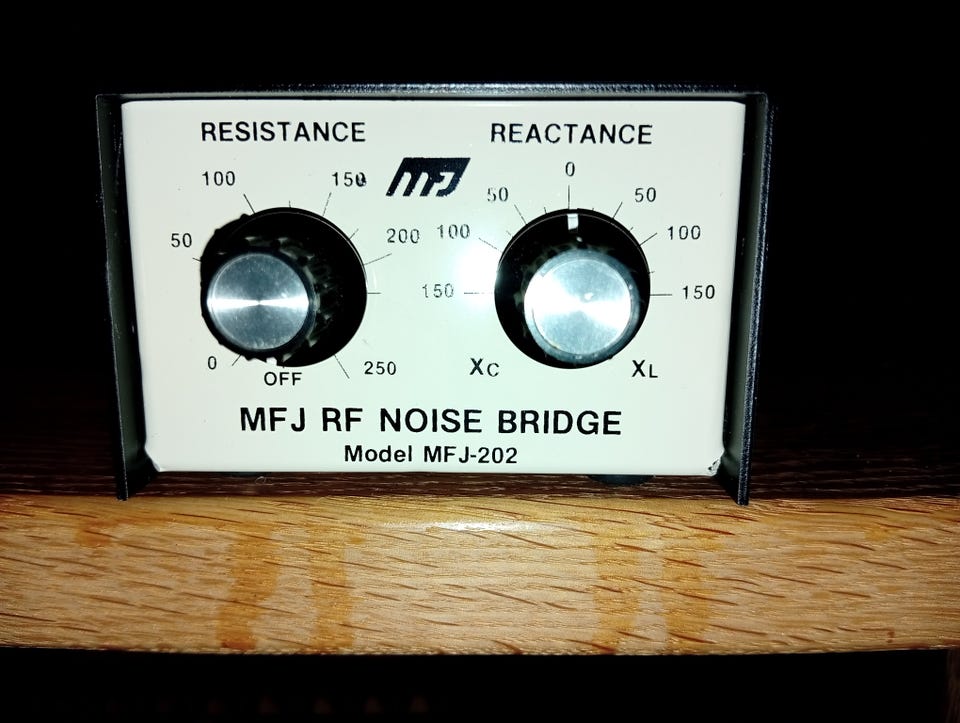 RESISTANCE
REACTANCE
MFJ
0
50
100
150
200
250
OFF
150
100
50
0
50
100
150
XC
XL
MFJ RF NOISE BRIDGE
Model MFJ-202